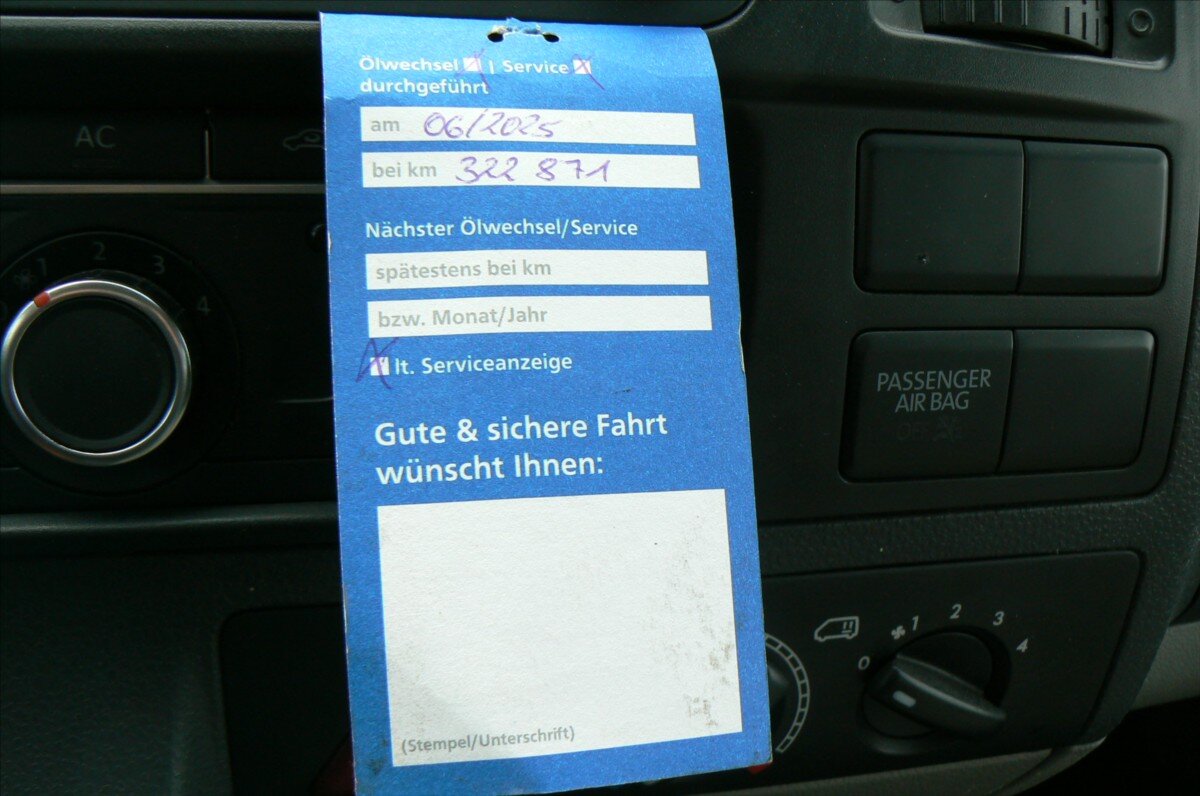 Ölwechsel | Service
durchgeführt
am 06/2025
bei km 322 871
Nächster Ölwechsel/Service
spätestens bei km
bzw. Monat/Jahr
lt. Serviceanzeige
Gute & sichere Fahrt
wünscht Ihnen:
(Stempel/Unterschrift)
AC
1 2 3 4
PASSENGER
AIR BAG
0 1 2 3 4